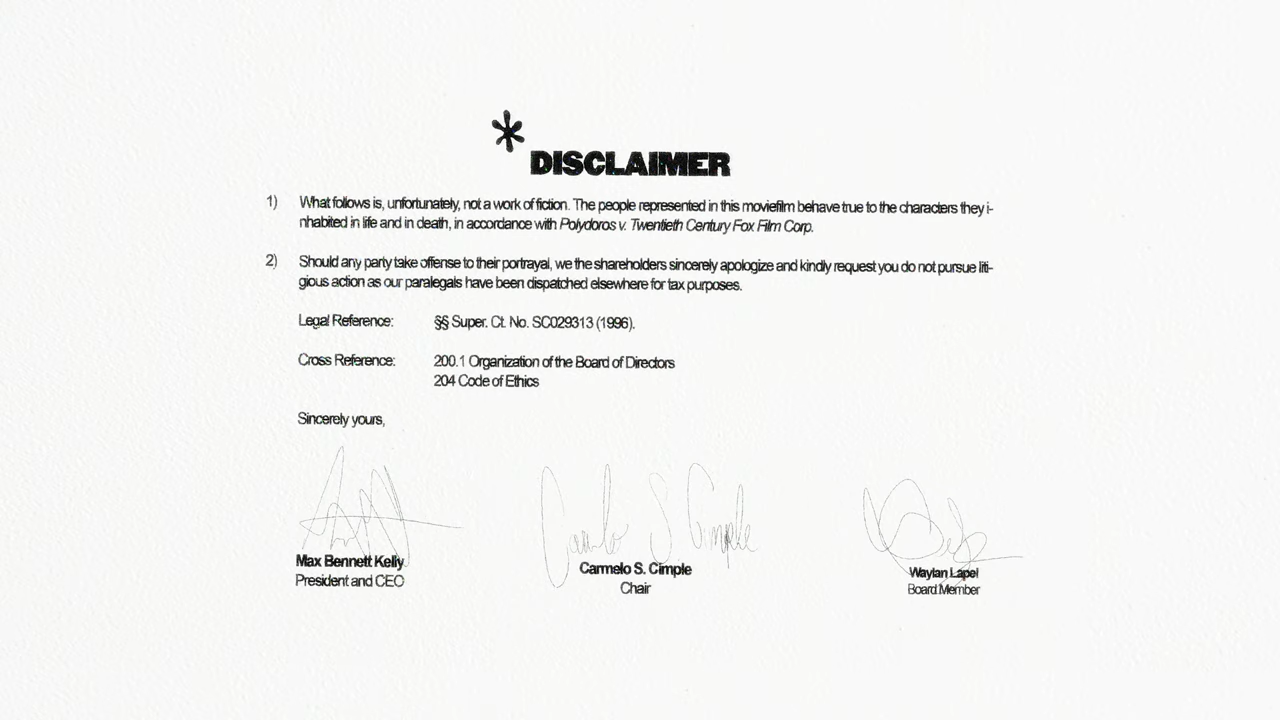 *
DISCLAIMER
1) What follows is, unfortunately, not a work of fiction. The people represented in this moviefilm behave true to the characters they i-
nhabited in life and in death, in accordance with Polydoros v. Twentieth Century Fox Film Corp.
2) Should any party take offense to their portrayal, we the shareholders sincerely apologize and kindly request you do not pursue liti-
gious action as our paralegals have been dispatched elsewhere for tax purposes.
Legal Reference: §§ Super. Ct. No. SC029313 (1996).
Cross Reference: 200.1 Organization of the Board of Directors
204 Code of Ethics
Sincerely yours,
Carmelo S Cimple
Max Bennett Kelly
President and CEO
Carmelo S. Cimple
Chair
Waylan Lapel
Board Member